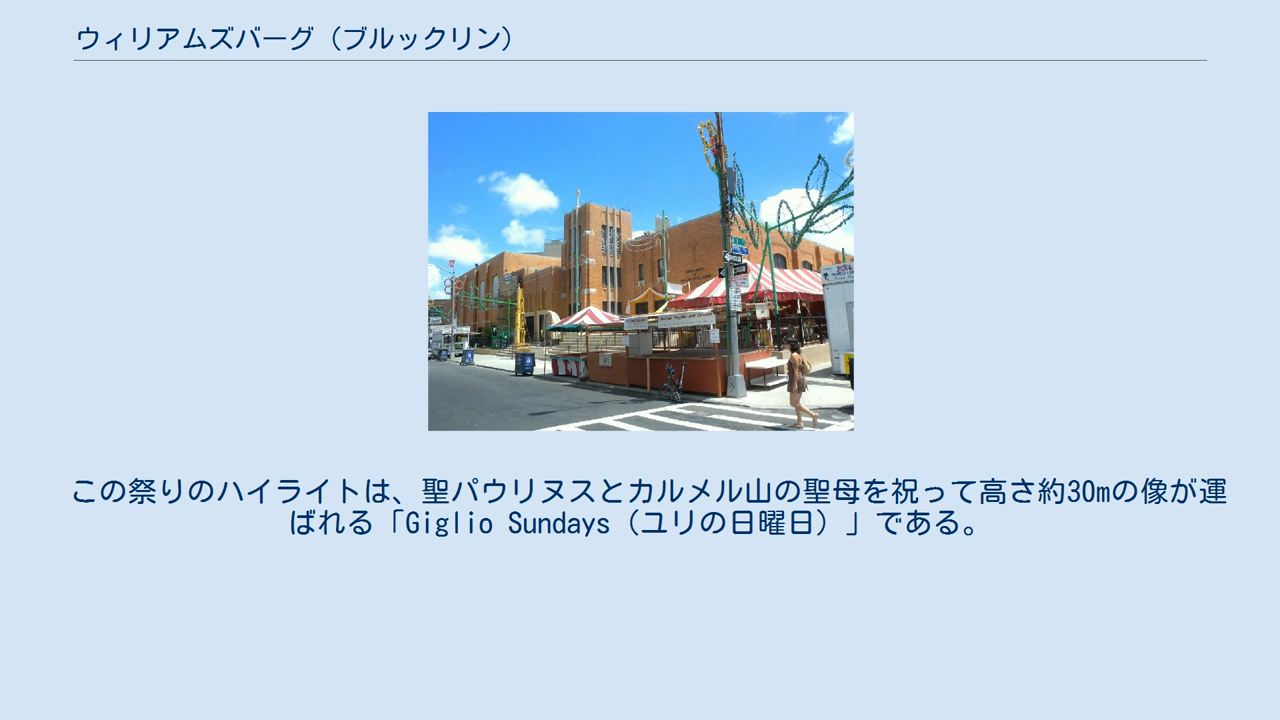 ウィリアムズバーグ（ブルックリン）
この祭りのハイライトは、聖パウリヌスとカルメル山の聖母を祝って高さ約30mの像が運
ばれる「Giglio Sundays（ユリの日曜日）」である。